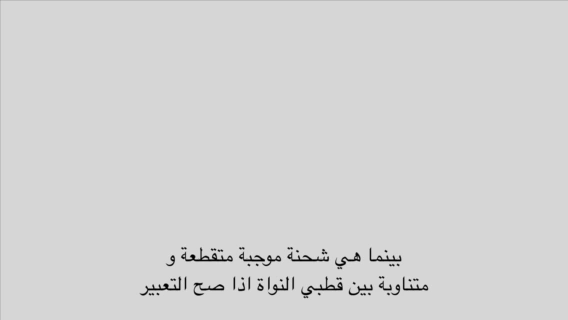 بينما هي شحنة موجبة متقطعة و
متناوبة بين قطبي النواة اذا صح التعبير